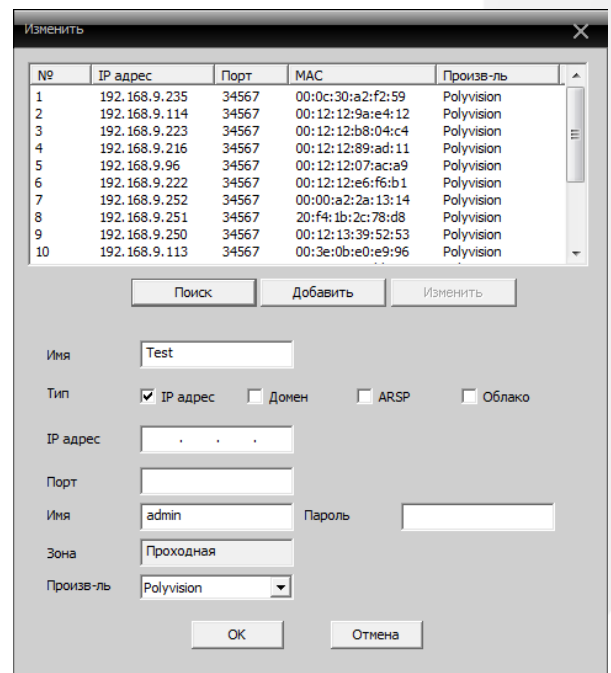 Изменить
№ IP адрес Порт MAC Произв-ль
1 192.168.9.235 34567 00:0c:30:a2:f2:59 Polyvision
2 192.168.9.114 34567 00:12:12:9a:e4:12 Polyvision
3 192.168.9.223 34567 00:12:12:b8:04:c4 Polyvision
4 192.168.9.216 34567 00:12:12:89:ad:11 Polyvision
5 192.168.9.96 34567 00:12:12:07:ac:a9 Polyvision
6 192.168.9.222 34567 00:12:12:e6:f6:b1 Polyvision
7 192.168.9.252 34567 00:00:a2:2a:13:14 Polyvision
8 192.168.9.251 34567 20:f4:1b:2c:78:d8 Polyvision
9 192.168.9.250 34567 00:12:13:39:52:53 Polyvision
10 192.168.9.113 34567 00:3e:0b:e0:e9:96 Polyvision
Поиск Добавить Изменить
Имя Test
Тип IP адрес Домен ARSP Облако
IP адрес . . .
Порт
Имя admin Пароль
Зона Проходная
Произв-ль Polyvision
OK Отмена